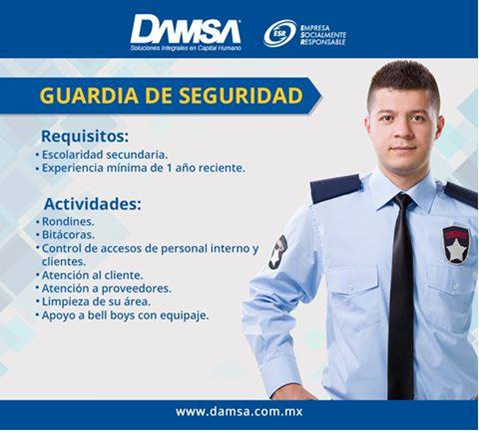 DAMSA
Soluciones Integrales en Capital Humano
ESR
EMPRESA
SOCIALMENTE
RESPONSABLE
GUARDIA DE SEGURIDAD
Requisitos:
• Escolaridad secundaria.
• Experiencia mínima de 1 año reciente.
Actividades:
• Rondines.
• Bitácoras.
• Control de accesos de personal interno y
clientes.
• Atención al cliente.
• Atención a proveedores.
• Limpieza de su área.
• Apoyo a bell boys con equipaje.
www.damsa.com.mx